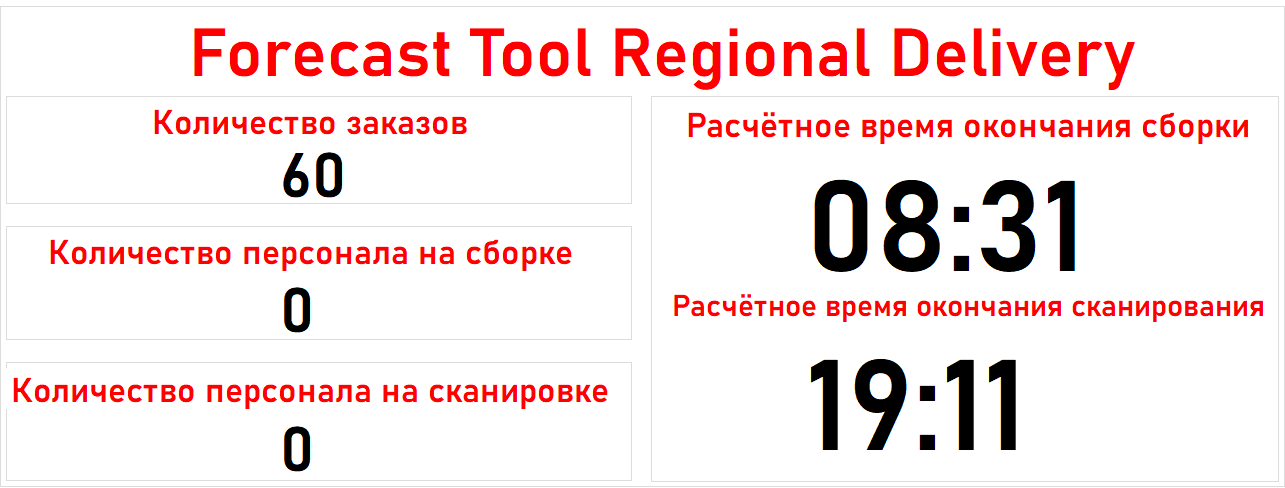 Forecast Tool Regional Delivery
Количество заказов
60
Количество персонала на сборке
0
Количество персонала на сканировке
0
Расчётное время окончания сборки
08:31
Расчётное время окончания сканирования
19:11